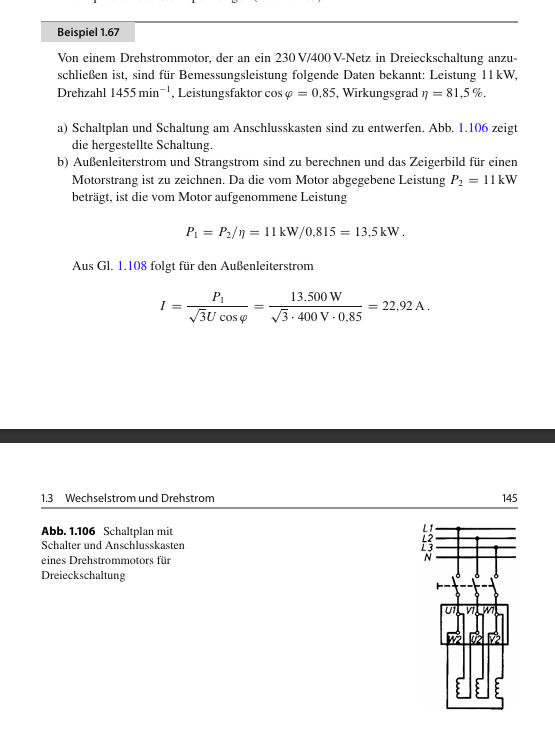 Beispiel 1.67
Von einem Drehstrommotor, der an ein 230 V/400 V-Netz in Dreieckschaltung anzu-
schließen ist, sind für Bemessungsleistung folgende Daten bekannt: Leistung 11 kW,
Drehzahl 1455 min⁻¹, Leistungsfaktor cos φ = 0,85, Wirkungsgrad η = 81,5 %.
a) Schaltplan und Schaltung am Anschlusskasten sind zu entwerfen. Abb. 1.106 zeigt
die hergestellte Schaltung.
b) Außenleiterstrom und Strangstrom sind zu berechnen und das Zeigerbild für einen
Motorstrang ist zu zeichnen. Da die vom Motor abgegebene Leistung P₂ = 11 kW
beträgt, ist die vom Motor aufgenommene Leistung
P₁ = P₂/η = 11 kW/0,815 = 13,5 kW .
Aus Gl. 1.108 folgt für den Außenleiterstrom
I = P₁ / (√3U cos φ) = 13.500 W / (√3 · 400 V · 0,85) = 22,92 A .
1.3 Wechselstrom und Drehstrom 145
Abb. 1.106 Schaltplan mit
Schalter und Anschlusskasten
eines Drehstrommotors für
Dreieckschaltung
L1
L2
L3
N
U1 V1 W1
W2 U2 V2